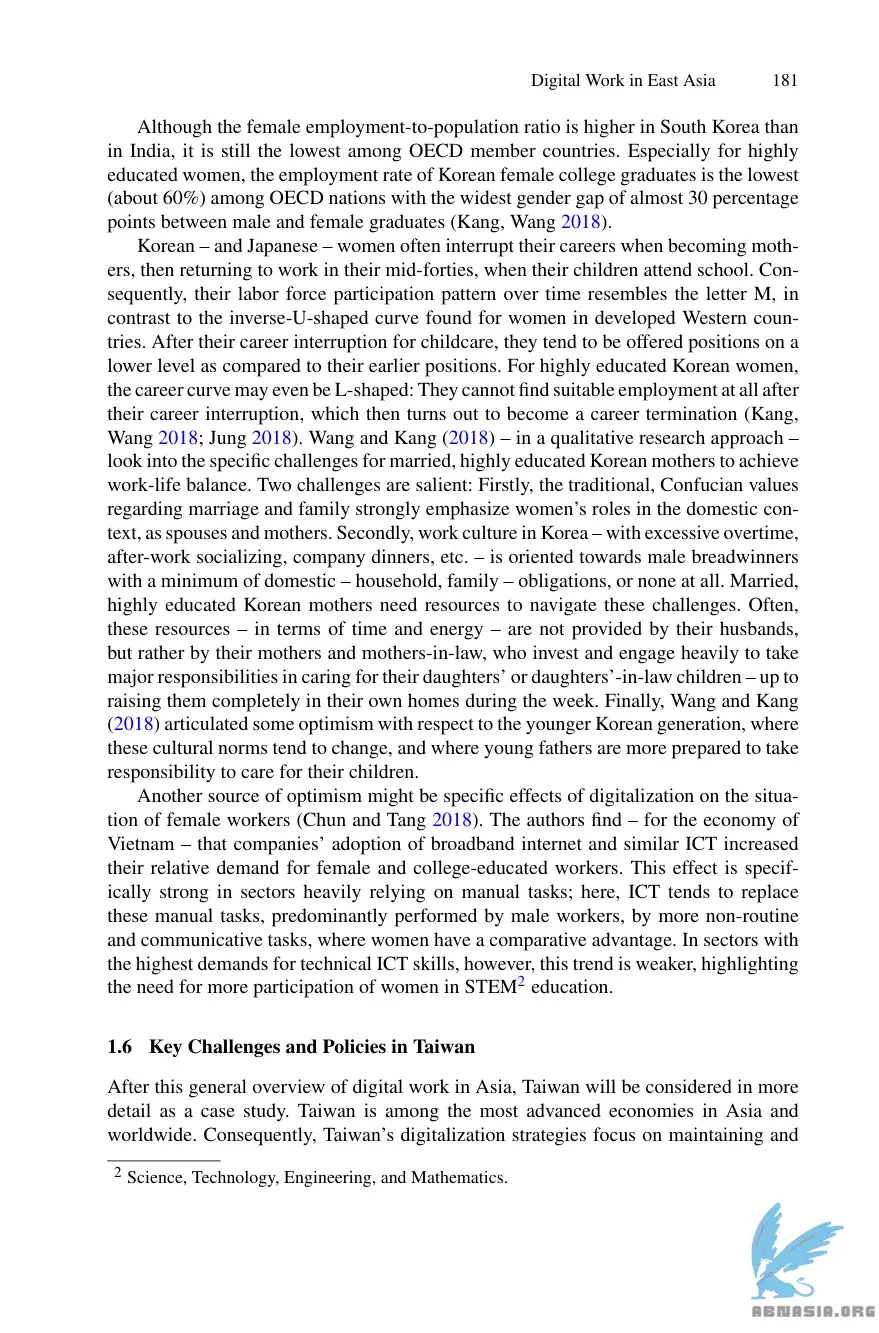 Digital Work in East Asia 181
Although the female employment-to-population ratio is higher in South Korea than
in India, it is still the lowest among OECD member countries. Especially for highly
educated women, the employment rate of Korean female college graduates is the lowest
(about 60%) among OECD nations with the widest gender gap of almost 30 percentage
points between male and female graduates (Kang, Wang 2018).
Korean – and Japanese – women often interrupt their careers when becoming moth-
ers, then returning to work in their mid-forties, when their children attend school. Con-
sequently, their labor force participation pattern over time resembles the letter M, in
contrast to the inverse-U-shaped curve found for women in developed Western coun-
tries. After their career interruption for childcare, they tend to be offered positions on a
lower level as compared to their earlier positions. For highly educated Korean women,
the career curve may even be L-shaped: They cannot find suitable employment at all after
their career interruption, which then turns out to become a career termination (Kang,
Wang 2018; Jung 2018). Wang and Kang (2018) – in a qualitative research approach –
look into the specific challenges for married, highly educated Korean mothers to achieve
work-life balance. Two challenges are salient: Firstly, the traditional, Confucian values
regarding marriage and family strongly emphasize women's roles in the domestic con-
text, as spouses and mothers. Secondly, work culture in Korea – with excessive overtime,
after-work socializing, company dinners, etc. – is oriented towards male breadwinners
with a minimum of domestic – household, family – obligations, or none at all. Married,
highly educated Korean mothers need resources to navigate these challenges. Often,
these resources – in terms of time and energy – are not provided by their husbands,
but rather by their mothers and mothers-in-law, who invest and engage heavily to take
major responsibilities in caring for their daughters' or daughters'-in-law children – up to
raising them completely in their own homes during the week. Finally, Wang and Kang
(2018) articulated some optimism with respect to the younger Korean generation, where
these cultural norms tend to change, and where young fathers are more prepared to take
responsibility to care for their children.
Another source of optimism might be specific effects of digitalization on the situa-
tion of female workers (Chun and Tang 2018). The authors find – for the economy of
Vietnam – that companies' adoption of broadband internet and similar ICT increased
their relative demand for female and college-educated workers. This effect is specif-
ically strong in sectors heavily relying on manual tasks; here, ICT tends to replace
these manual tasks, predominantly performed by male workers, by more non-routine
and communicative tasks, where women have a comparative advantage. In sectors with
the highest demands for technical ICT skills, however, this trend is weaker, highlighting
the need for more participation of women in STEM2 education.
1.6 Key Challenges and Policies in Taiwan
After this general overview of digital work in Asia, Taiwan will be considered in more
detail as a case study. Taiwan is among the most advanced economies in Asia and
worldwide. Consequently, Taiwan's digitalization strategies focus on maintaining and
2 Science, Technology, Engineering, and Mathematics.
ABNASIA.ORG